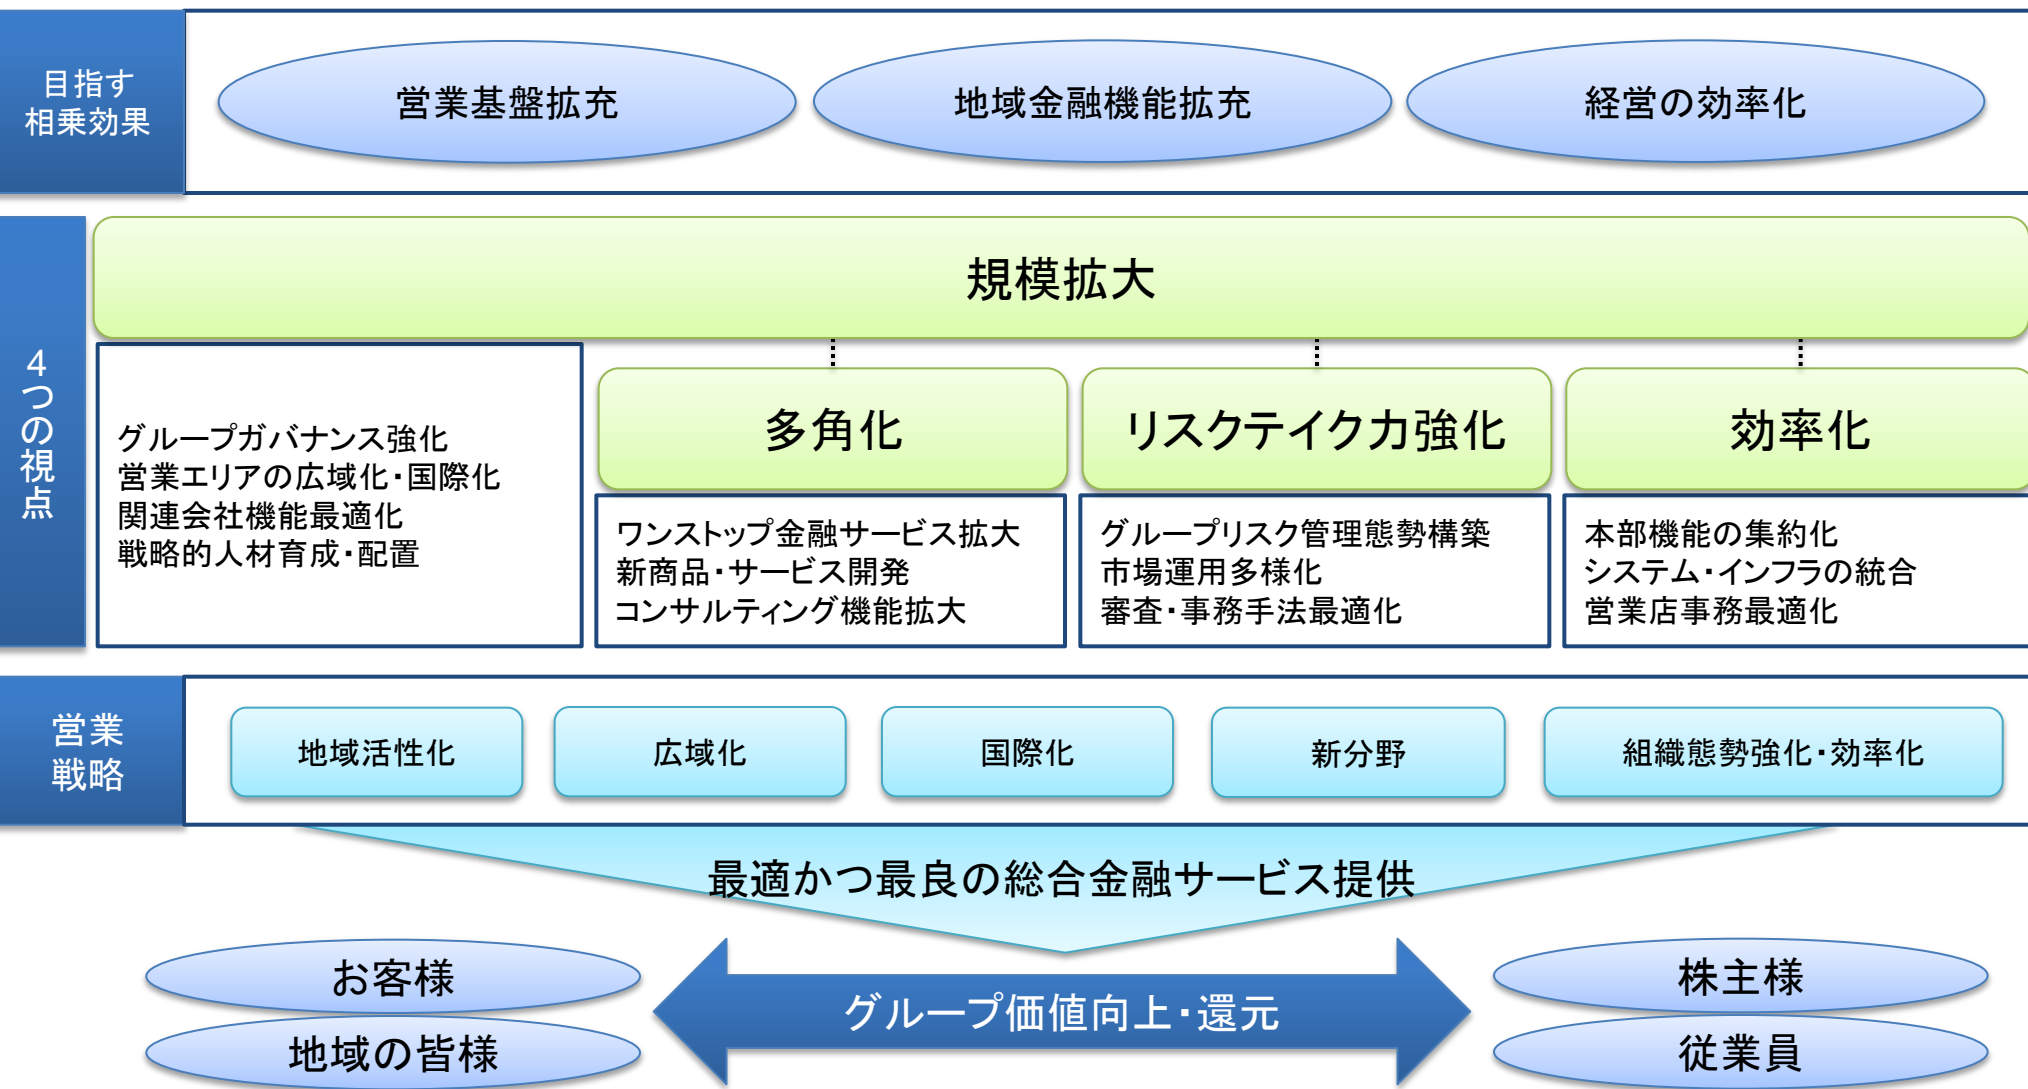 目指す
相乗効果
営業基盤拡充
地域金融機能拡充
経営の効率化
4つの視点
規模拡大
グループガバナンス強化
営業エリアの広域化・国際化
関連会社機能最適化
戦略的人材育成・配置
多角化
ワンストップ金融サービス拡大
新商品・サービス開発
コンサルティング機能拡大
リスクテイク力強化
グループリスク管理態勢構築
市場運用多様化
審査・事務手法最適化
効率化
本部機能の集約化
システム・インフラの統合
営業店事務最適化
営業
戦略
地域活性化
広域化
国際化
新分野
組織態勢強化・効率化
最適かつ最良の総合金融サービス提供
お客様
地域の皆様
グループ価値向上・還元
株主様
従業員